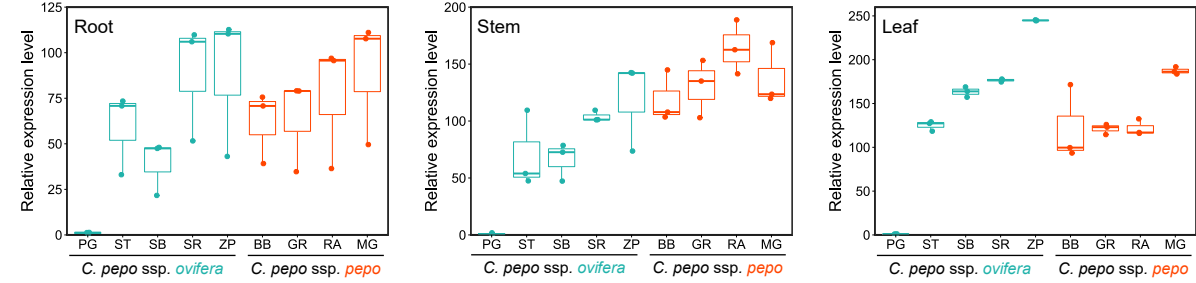 Root
Relative expression level
125
100
75
50
25
0
PG ST SB SR ZP BB GR RA MG
C. pepo ssp. ovifera C. pepo ssp. pepo
Stem
Relative expression level
200
150
100
50
0
PG ST SB SR ZP BB GR RA MG
C. pepo ssp. ovifera C. pepo ssp. pepo
Leaf
Relative expression level
250
200
150
100
50
0
PG ST SB SR ZP BB GR RA MG
C. pepo ssp. ovifera C. pepo ssp. pepo